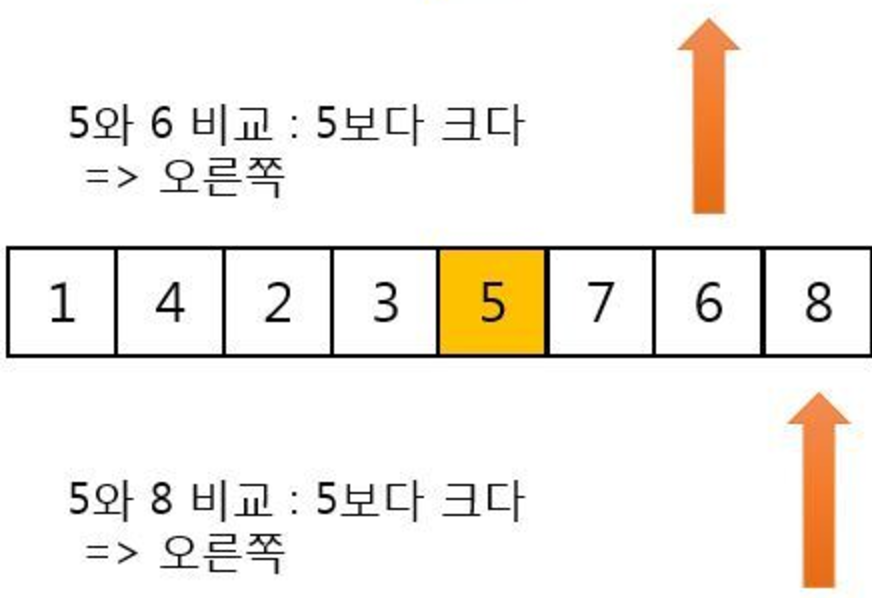 5와 6 비교 : 5보다 크다
=> 오른쪽
1 4 2 3 5 7 6 8
5와 8 비교 : 5보다 크다
=> 오른쪽